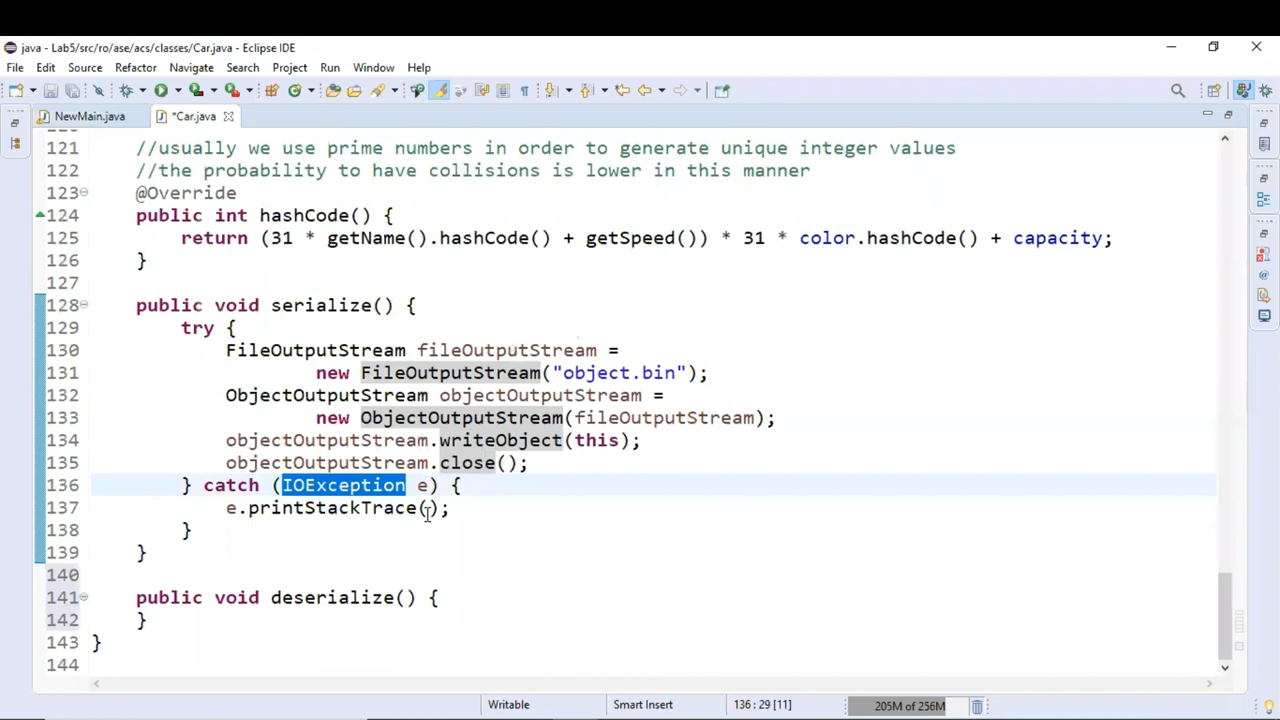 java - Lab5/src/ro/ase/acs/classes/Car.java - Eclipse IDE
File Edit Source Refactor Navigate Search Project Run Window Help
NewMain.java *Car.java
121 //usually we use prime numbers in order to generate unique integer values
122 //the probability to have collisions is lower in this manner
123 @Override
124 public int hashCode() {
125 return (31 * getName().hashCode() + getSpeed()) * 31 * color.hashCode() + capacity;
126 }
127
128 public void serialize() {
129 try {
130 FileOutputStream fileOutputStream =
131 new FileOutputStream("object.bin");
132 ObjectOutputStream objectOutputStream =
133 new ObjectOutputStream(fileOutputStream);
134 objectOutputStream.writeObject(this);
135 objectOutputStream.close();
136 } catch (IOException e) {
137 e.printStackTrace();
138 }
139 }
140
141 public void deserialize() {
142 }
143 }
144
Writable Smart Insert 136 : 29 [11] 205M of 256M